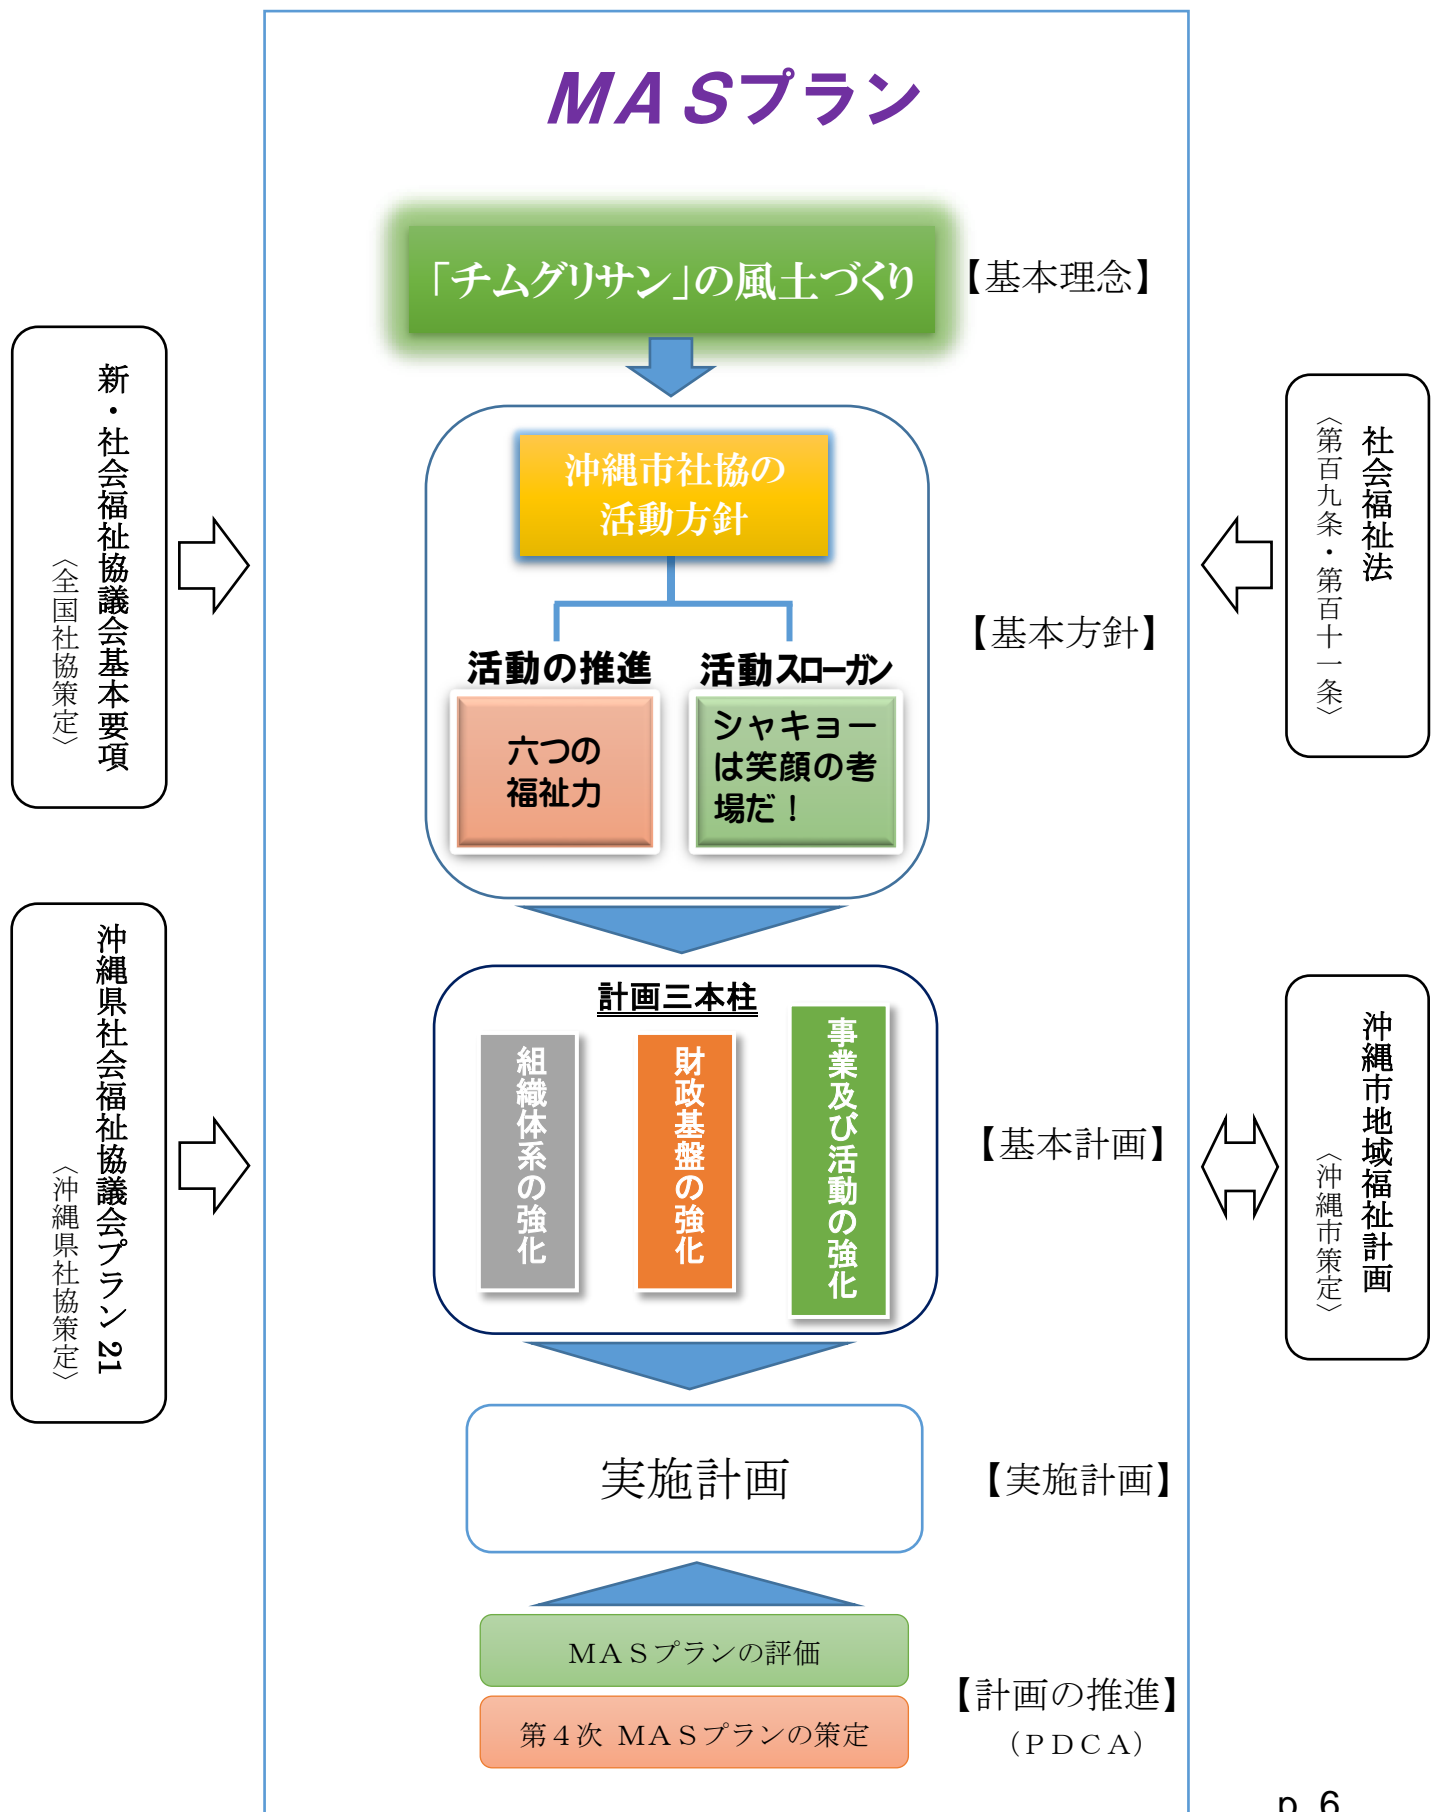 MASプラン
「チムグリサン」の風土づくり
【基本理念】
新・社会福祉協議会基本要項
〈全国社協策定〉
社会福祉法
〈第百九条・第百十一条〉
沖縄市社協の
活動方針
【基本方針】
活動の推進
活動スローガン
六つの
福祉力
シャキョー
は笑顔の考
場だ！
沖縄県社会福祉協議会プラン21
〈沖縄県社協策定〉
沖縄市地域福祉計画
〈沖縄市策定〉
計画三本柱
組織体系の強化
財政基盤の強化
事業及び活動の強化
【基本計画】
実施計画
【実施計画】
ＭＡＳプランの評価
第４次 ＭＡＳプランの策定
【計画の推進】
（ＰＤＣＡ）
p. 6